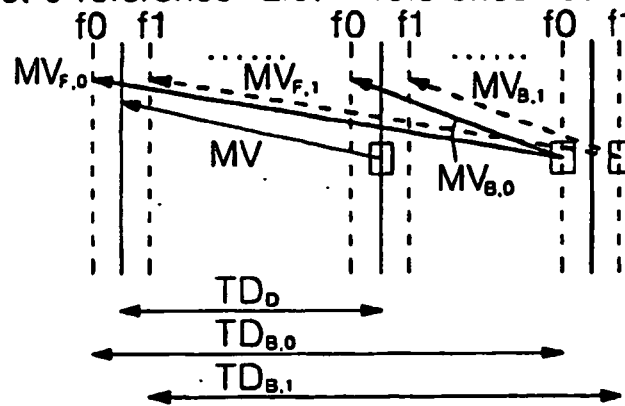 f0 f1 f0 f1 f0 f1
MVF,0 MVF,1 MVB,1
MV MVB,0
TDD
TDB,0
TDB,1